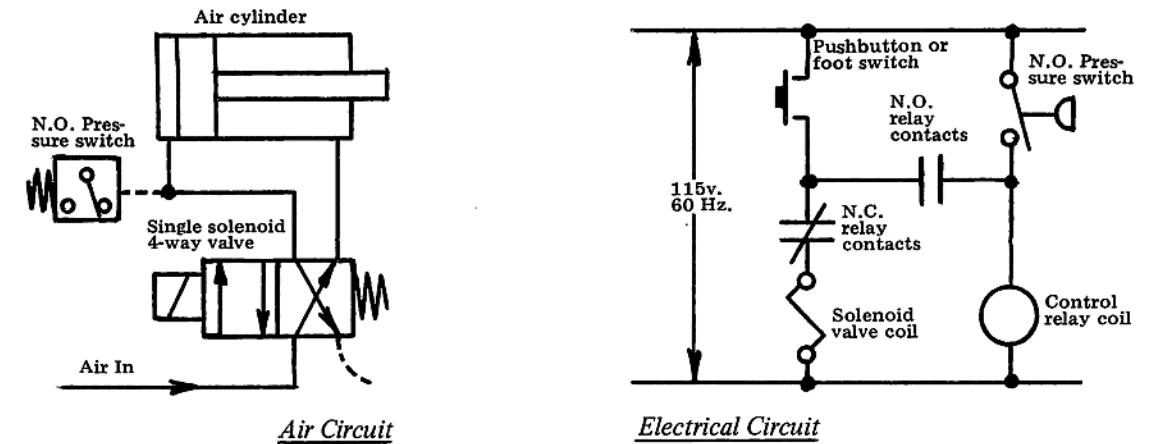 Air cylinder
N.O. Pres-
sure switch
Single solenoid
4-way valve
Air In
Air Circuit
115v.
60 Hz.
Pushbutton or
foot switch
N.O.
relay
contacts
N.O. Pres-
sure switch
N.C.
relay
contacts
Solenoid
valve coil
Control
relay coil
Electrical Circuit